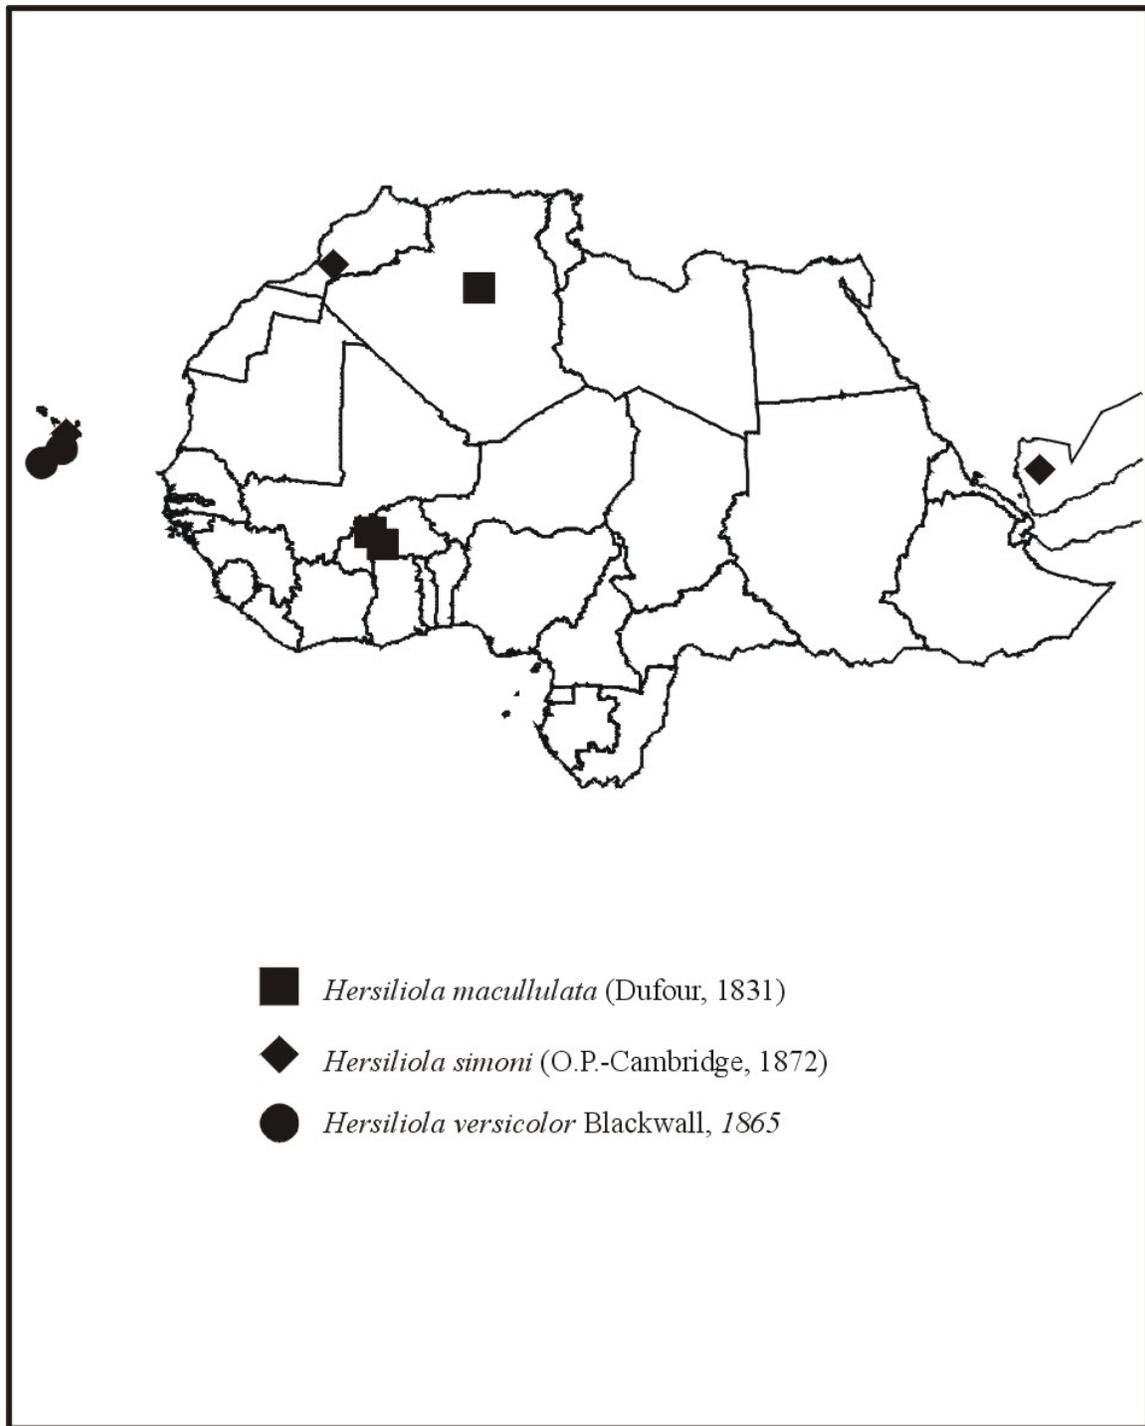 Hersiliola macullulata (Dufour, 1831)
Hersiliola simoni (O.P.-Cambridge, 1872)
Hersiliola versicolor Blackwall, 1865